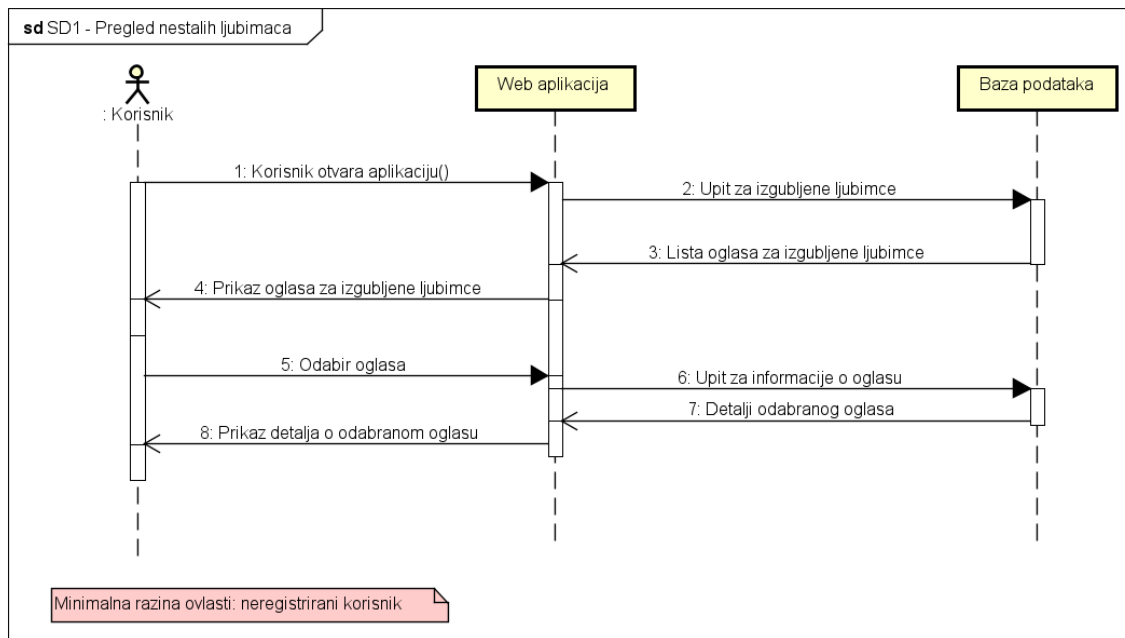 sd SD1 - Pregled nestalih ljubimaca
: Korisnik
Web aplikacija
Baza podataka
1: Korisnik otvara aplikaciju()
2: Upit za izgubljene ljubimce
3: Lista oglasa za izgubljene ljubimce
4: Prikaz oglasa za izgubljene ljubimce
5: Odabir oglasa
6: Upit za informacije o oglasu
7: Detalji odabranog oglasa
8: Prikaz detalja o odabranom oglasu
Minimalna razina ovlasti: neregistrirani korisnik